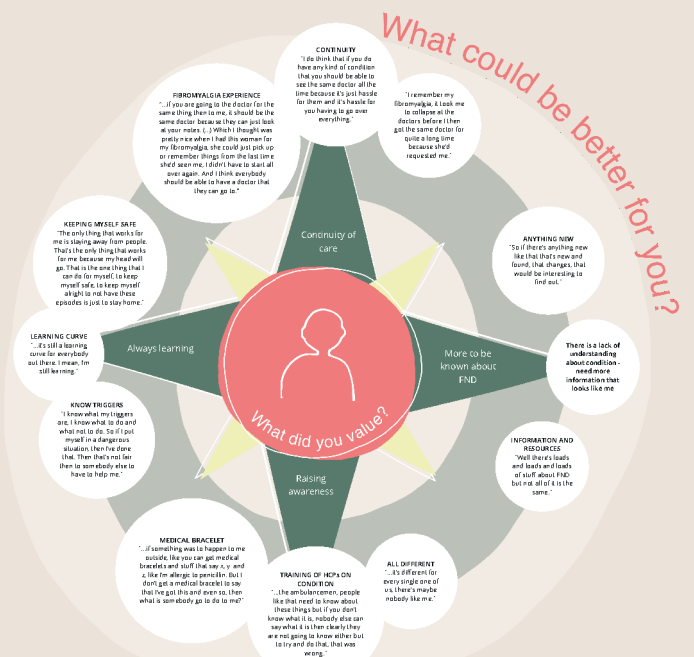 What could be better for you?
CONTINUITY
"I do think that if you do
have any kind of condition
that you should be able to
see the same doctor all the
time because it's just hassle
for them and it's hassle for
you having to go over
everything."
FIBROMYALGIA EXPERIENCE
"...if you are going to the doctor for the
same thing then to me, it should be the
same doctor because they can just look
at your notes. (...) Which I thought was
pretty nice when I had this woman for
my fibromyalgia, she could just pick up
or remember things from the last time
she'd seen me, I didn't have to start all
over again. And I think everybody
should be able to have a doctor that
they can go to."
"I remember my
fibromyalgia, it took me
to collapse at the
doctors before I then
got the same doctor for
quite a long time
because she'd
requested me."
KEEPING MYSELF SAFE
"The only thing that works for
me is staying away from people.
That's the only thing that works
for me because my head will
go. That is the one thing that I
can do for myself, to keep
myself safe, to keep myself
alright to not have these
episodes is just to stay home."
ANYTHING NEW
"So if there's anything new
like that that's new and
found, that changes, that
would be interesting to
find out."
Continuity of
care
LEARNING CURVE
"...it's still a learning
curve for everybody
out there. I mean, I'm
still learning."
Always learning
More to be
known about
FND
There is a lack of
understanding
about condition -
need more
information that
looks like me
What did you value?
KNOW TRIGGERS
"I know what my triggers
are, I know what to do and
what not to do. So if I put
myself in a dangerous
situation, then I've done
that. Then that's not fair
then to somebody else to
have to help me."
INFORMATION AND
RESOURCES
"Well there's loads
and loads and loads
of stuff about FND
but not all of it is the
same."
Raising
awareness
MEDICAL BRACELET
"...if something was to happen to me
outside, like you can get medical
bracelets and stuff that say x, y and
z, like I'm allergic to penicillin. But I
don't get a medical bracelet to say
that I've got this and even so, then
what is somebody go to do to me?"
TRAINING OF HCPs ON
CONDITION
"...the ambulancemen, people
like that need to know about
these things but if you don't
know what it is, nobody else can
say what it is then clearly they
are not going to know either but
to try and do that, that was
wrong."
ALL DIFFERENT
"...it's different for
every single one of
us, there's maybe
nobody like me."